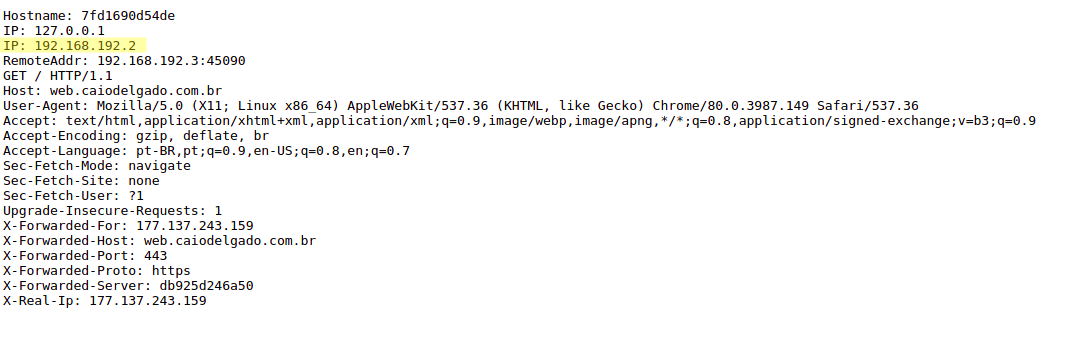 Hostname: 7fd1690d54de
IP: 127.0.0.1
IP: 192.168.192.2
RemoteAddr: 192.168.192.3:45090
GET / HTTP/1.1
Host: web.caiodelgado.com.br
User-Agent: Mozilla/5.0 (X11; Linux x86_64) AppleWebKit/537.36 (KHTML, like Gecko) Chrome/80.0.3987.149 Safari/537.36
Accept: text/html,application/xhtml+xml,application/xml;q=0.9,image/webp,image/apng,*/*;q=0.8,application/signed-exchange;v=b3;q=0.9
Accept-Encoding: gzip, deflate, br
Accept-Language: pt-BR,pt;q=0.9,en-US;q=0.8,en;q=0.7
Sec-Fetch-Mode: navigate
Sec-Fetch-Site: none
Sec-Fetch-User: ?1
Upgrade-Insecure-Requests: 1
X-Forwarded-For: 177.137.243.159
X-Forwarded-Host: web.caiodelgado.com.br
X-Forwarded-Port: 443
X-Forwarded-Proto: https
X-Forwarded-Server: db925d246a50
X-Real-Ip: 177.137.243.159